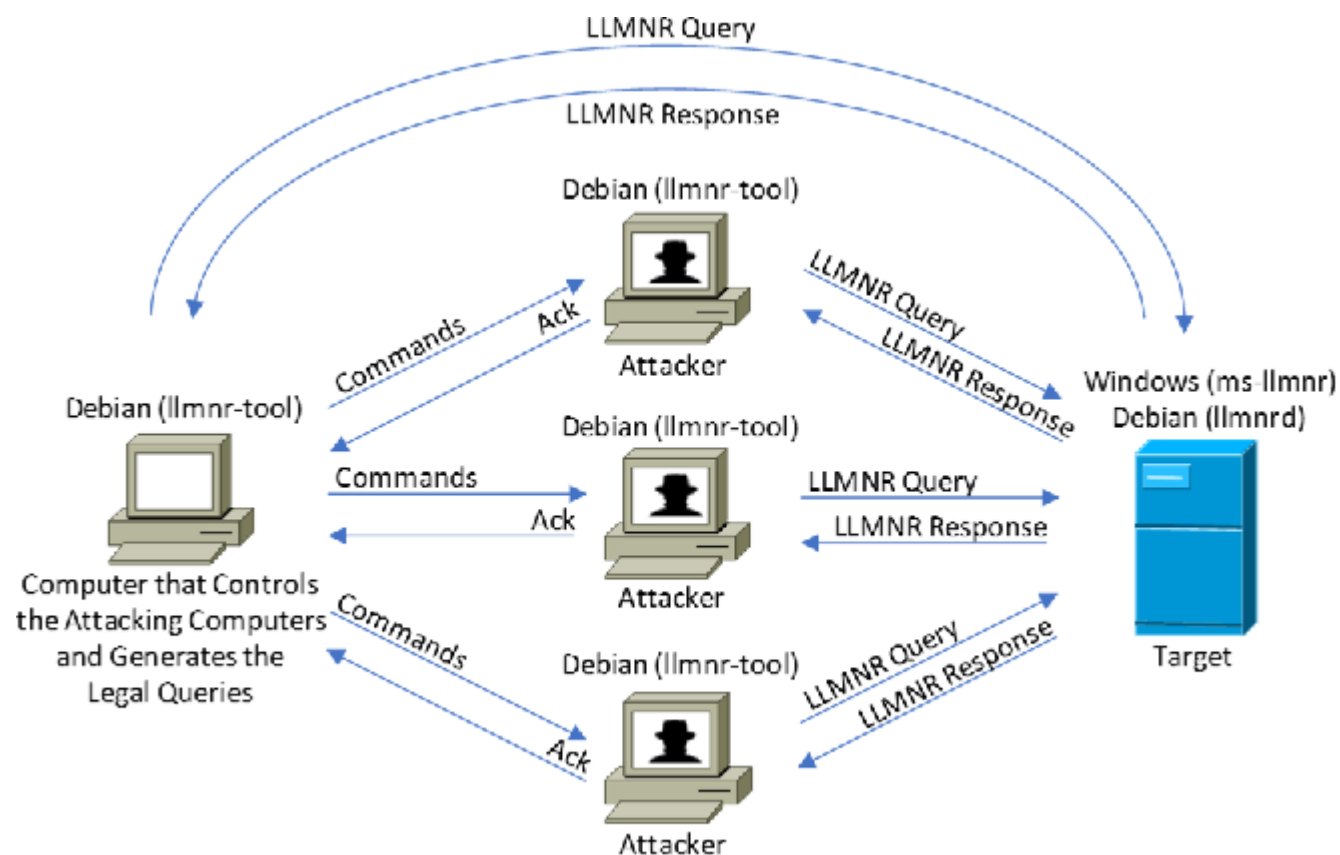 LLMNR Query
LLMNR Response
Debian (llmnr-tool)
Commands
Ack
Attacker
LLMNR Query
LLMNR Response
Debian (llmnr-tool)
Computer that Controls
the Attacking Computers
and Generates the
Legal Queries
Commands
Ack
Debian (llmnr-tool)
Attacker
LLMNR Query
LLMNR Response
Windows (ms-llmnr)
Debian (llmnrd)
Target
Commands
Ack
Debian (llmnr-tool)
Attacker
LLMNR Query
LLMNR Response